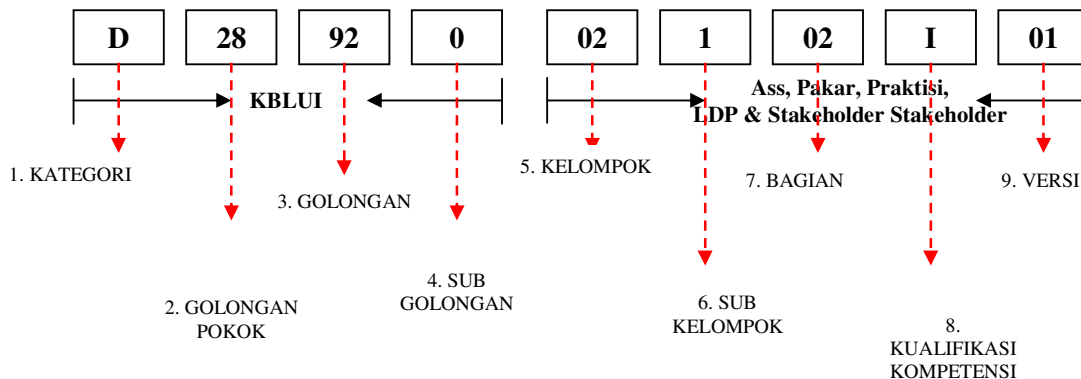 D 28 92 0 02 1 02 I 01
KBLUI
Ass, Pakar, Praktisi,
LDP & Stakeholder Stakeholder
1. KATEGORI
5. KELOMPOK
7. BAGIAN
9. VERSI
3. GOLONGAN
4. SUB
GOLONGAN
2. GOLONGAN
POKOK
6. SUB
KELOMPOK
8.
KUALIFIKASI
KOMPETENSI